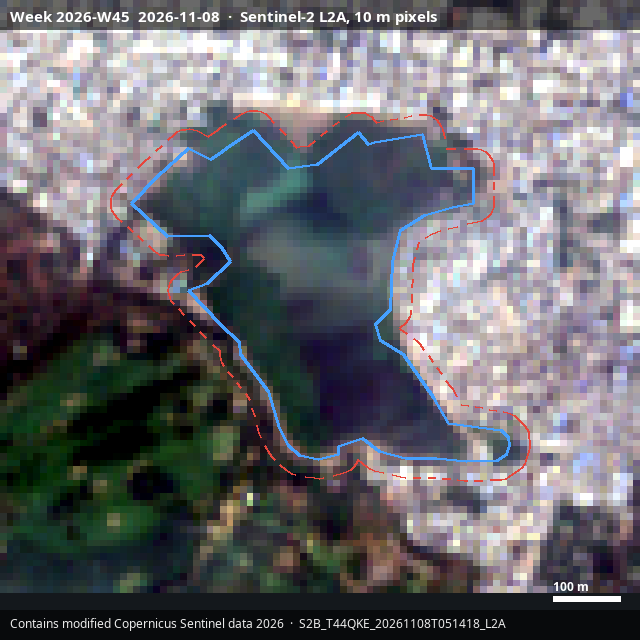 Week 2026-W45  2026-11-08  ·  Sentinel-2 L2A, 10 m pixels
100 m
Contains modified Copernicus Sentinel data 2026  ·  S2B_T44QKE_20261108T051418_L2A